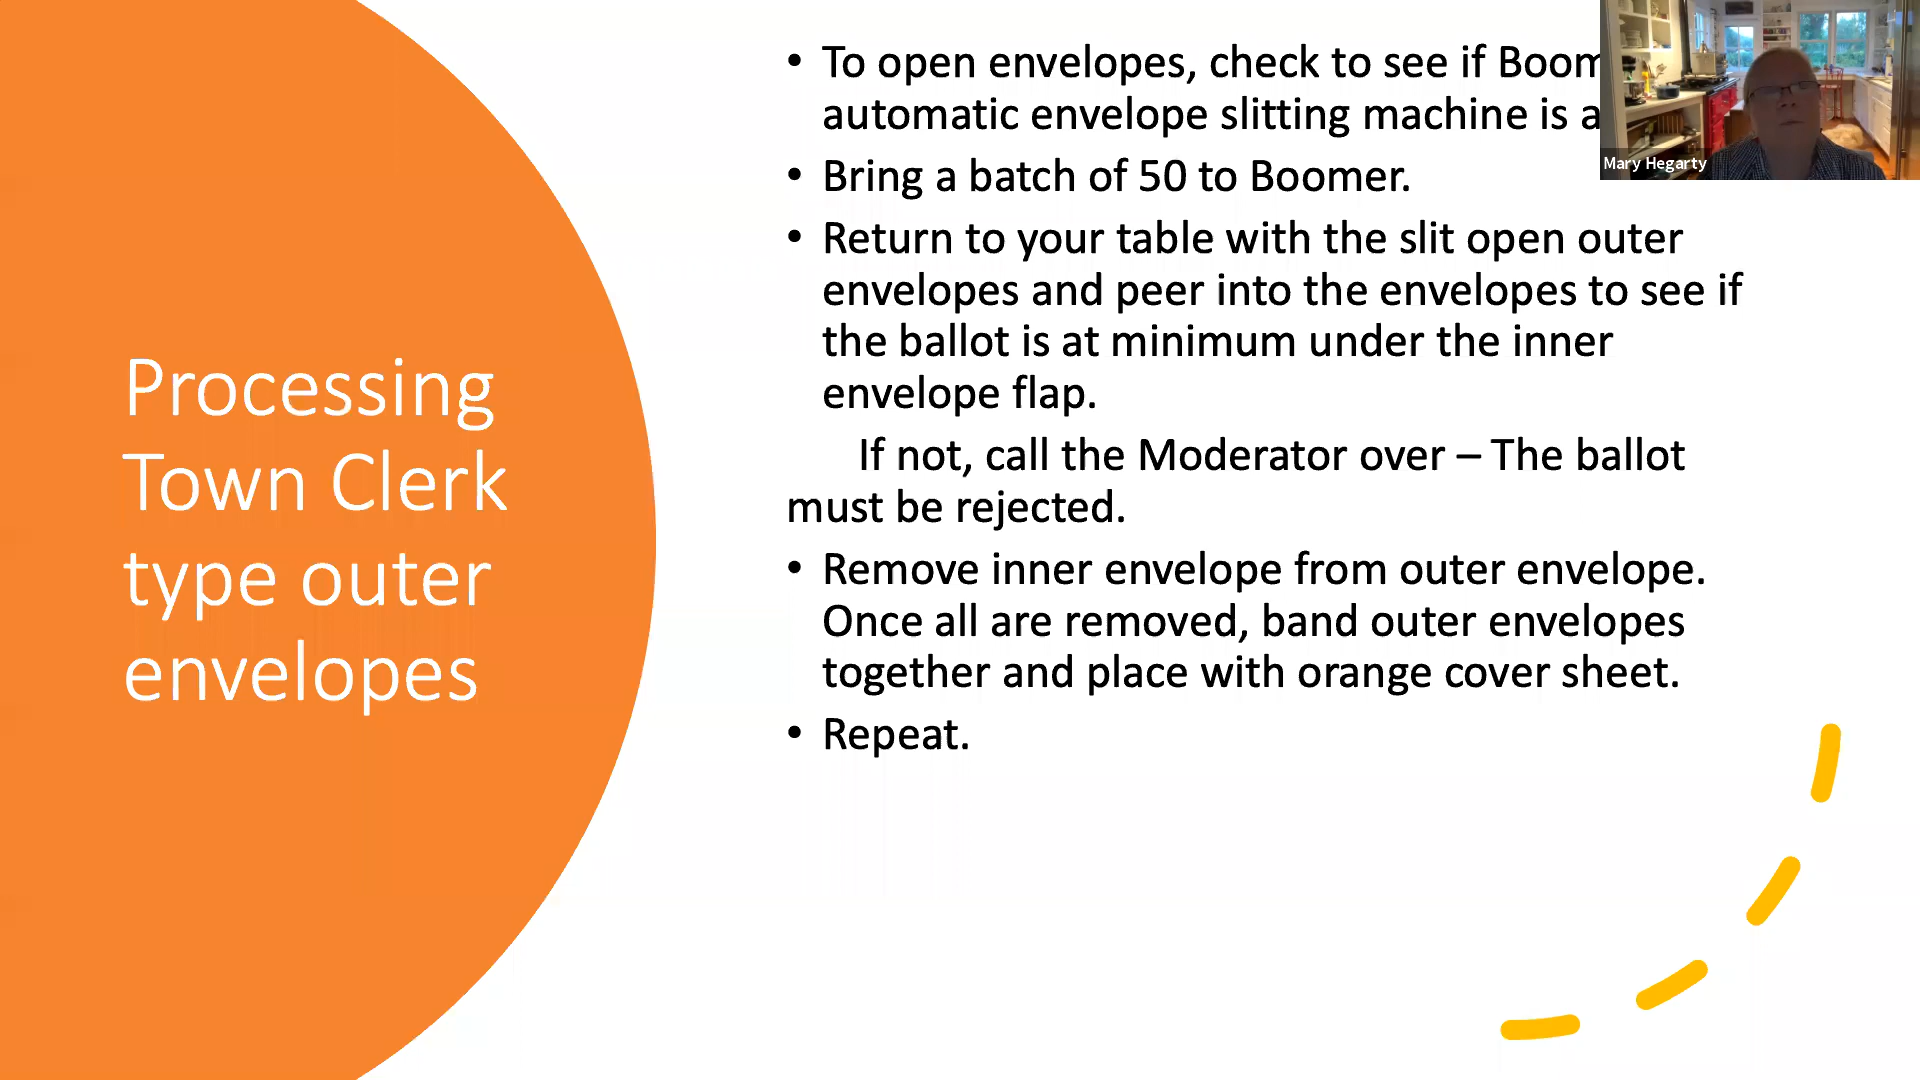 Processing
Town Clerk
type outer
envelopes
• To open envelopes, check to see if
automatic envelope slitting machine is
• Bring a batch of 50 to Boomer.
• Return to your table with the slit open outer
envelopes and peer into the envelopes to see if
the ballot is at minimum under the inner
envelope flap.
If not, call the Moderator over – The ballot
must be rejected.
• Remove inner envelope from outer envelope.
Once all are removed, band outer envelopes
together and place with orange cover sheet.
• Repeat.
Mary Hegarty